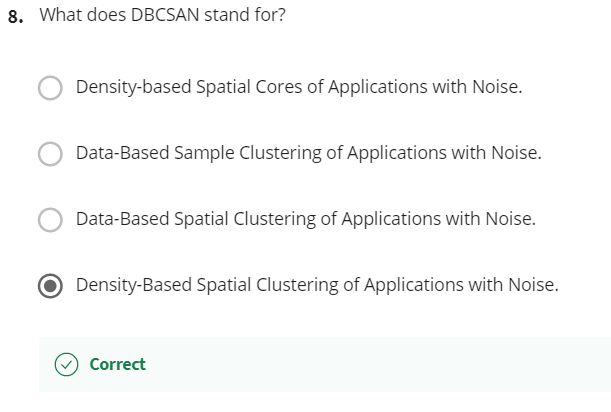 8. What does DBCSAN stand for?
Density-based Spatial Cores of Applications with Noise.
Data-Based Sample Clustering of Applications with Noise.
Data-Based Spatial Clustering of Applications with Noise.
Density-Based Spatial Clustering of Applications with Noise.
Correct